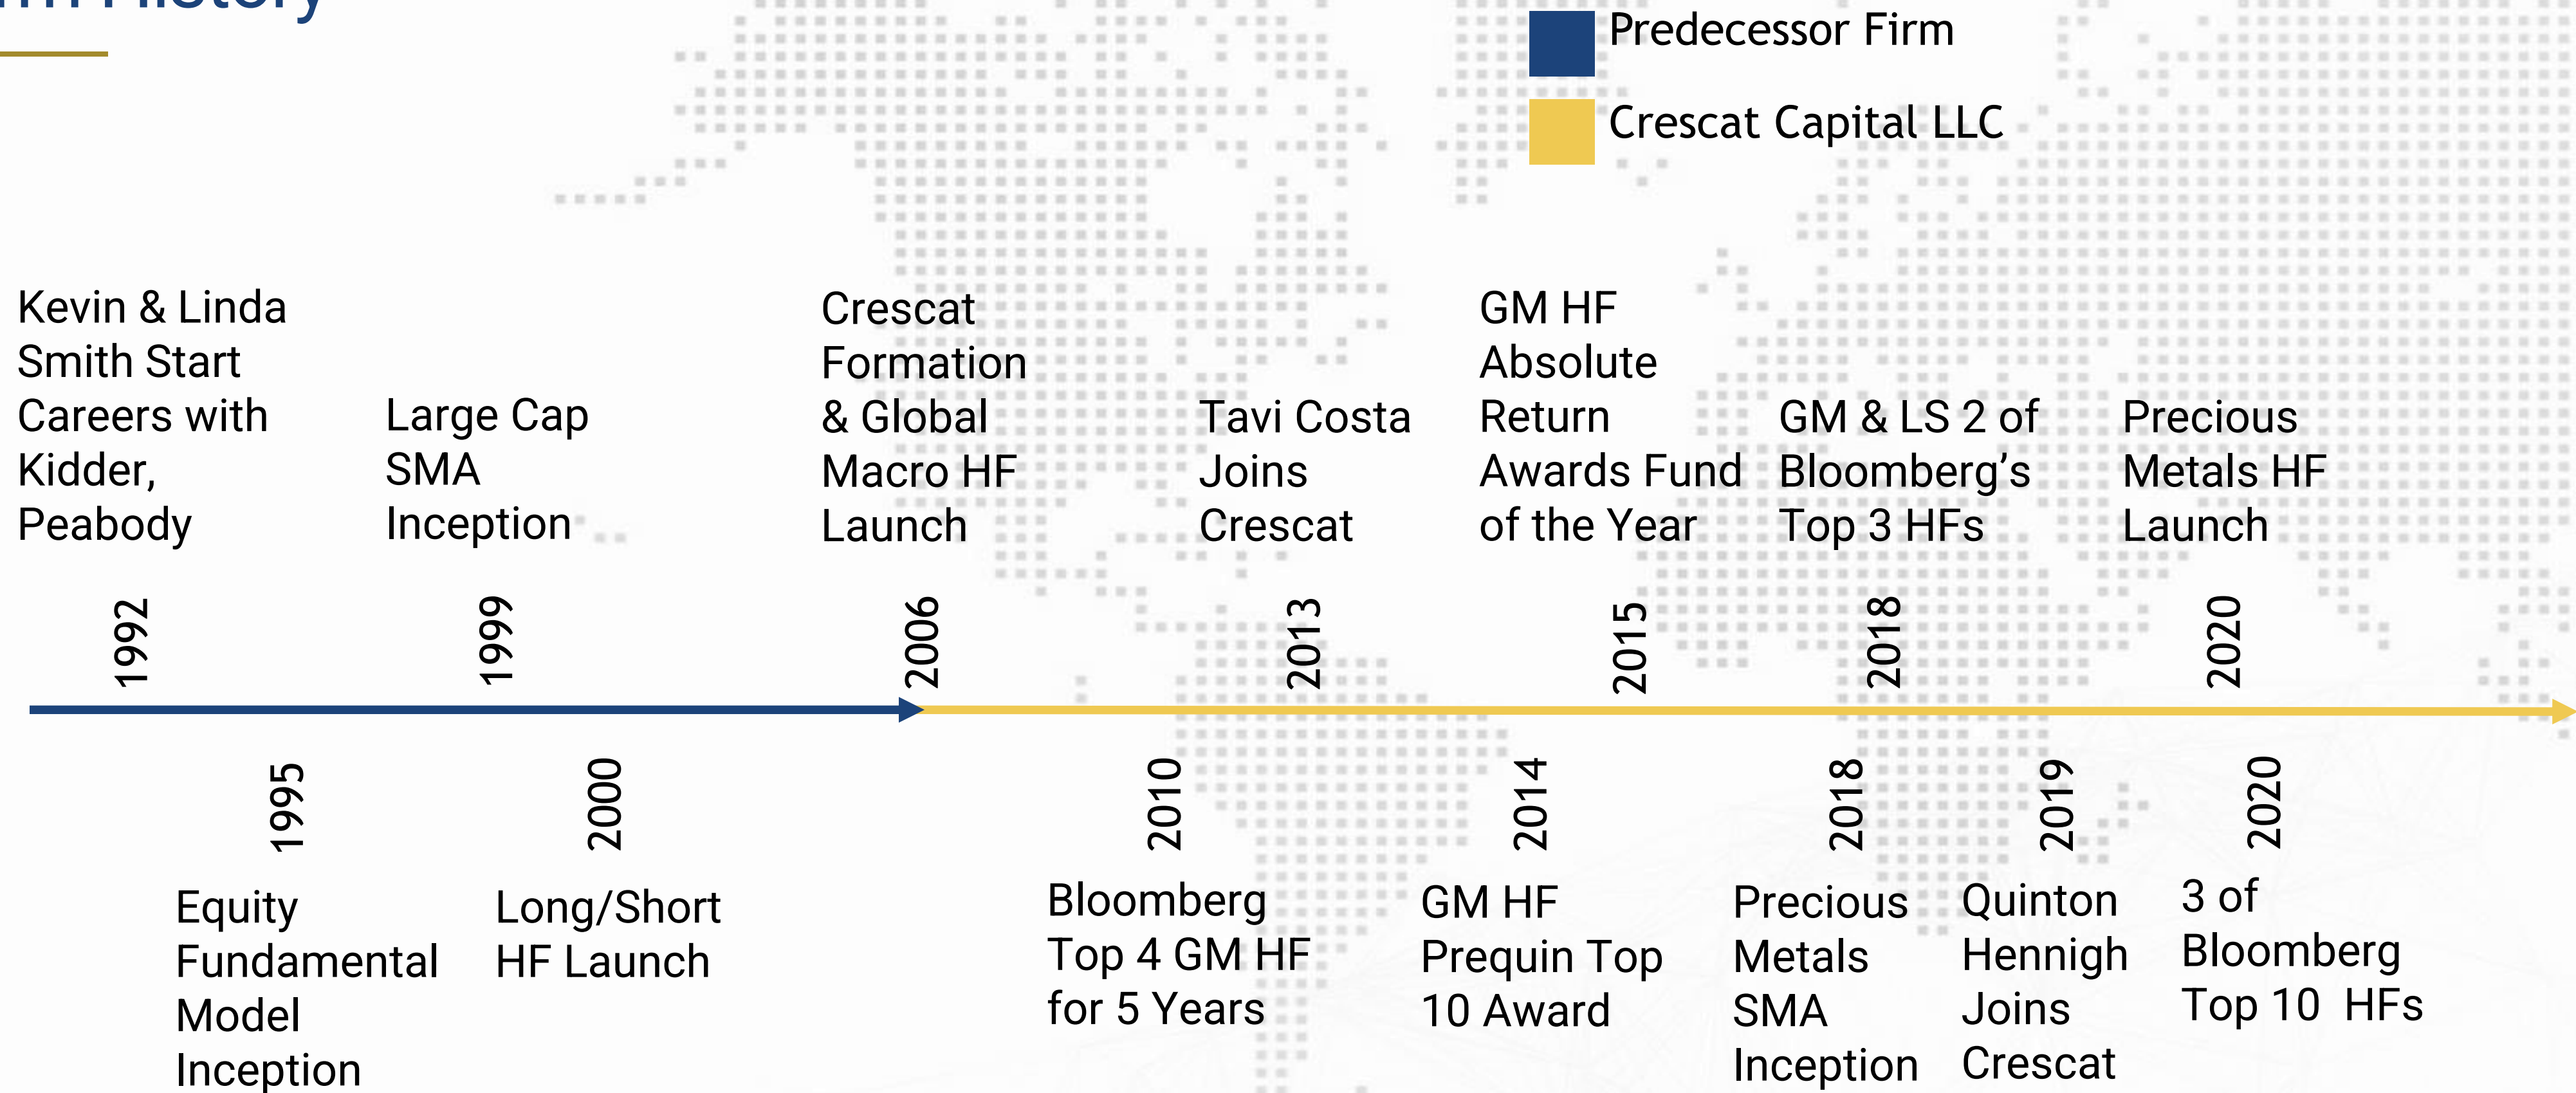 History
Predecessor Firm
Crescat Capital LLC
Kevin & Linda
Smith Start
Careers with
Kidder,
Peabody
Large Cap
SMA
Inception
Crescat
Formation
& Global
Macro HF
Launch
Tavi Costa
Joins
Crescat
GM HF
Absolute
Return
Awards Fund
of the Year
GM & LS 2 of
Bloomberg’s
Top 3 HFs
Precious
Metals HF
Launch
1992
1999
2006
2013
2015
2018
2020
1995
2000
2010
2014
2018
2019
2020
Equity
Fundamental
Model
Inception
Long/Short
HF Launch
Bloomberg
Top 4 GM HF
for 5 Years
GM HF
Prequin Top
10 Award
Precious
Metals
SMA
Inception
Quinton
Hennigh
Joins
Crescat
3 of
Bloomberg
Top 10  HFs